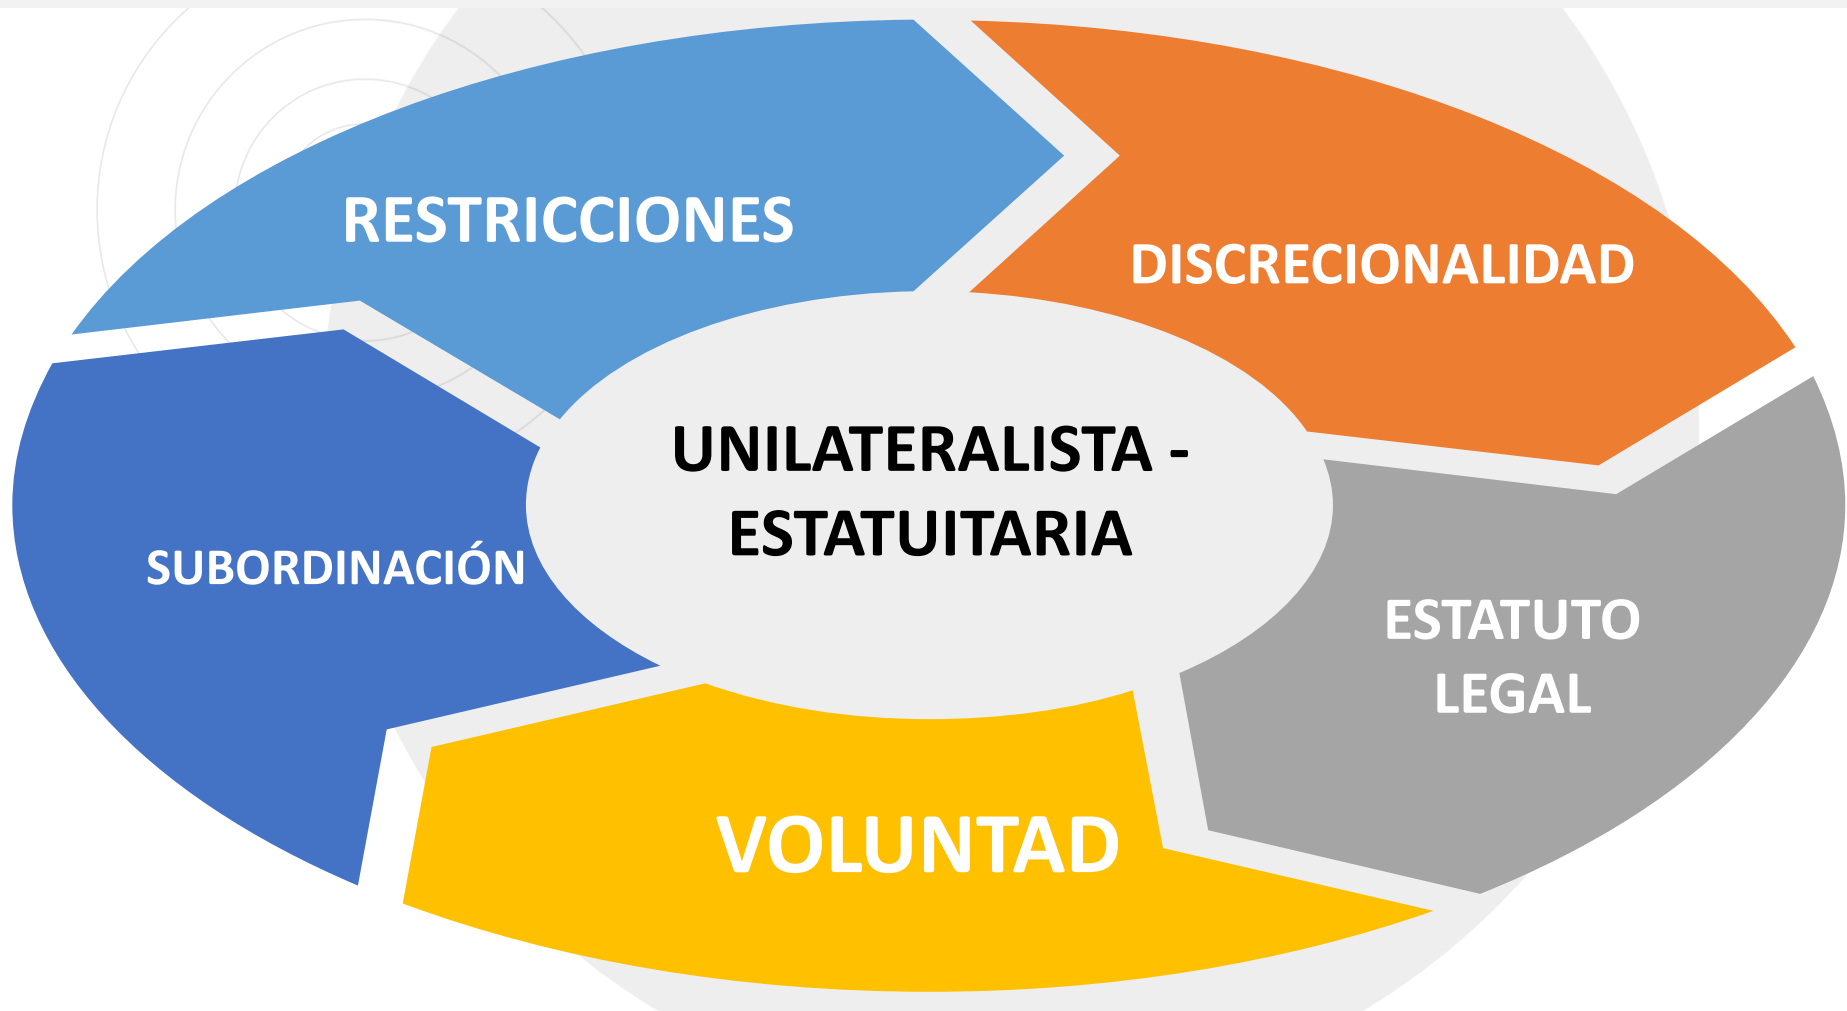 RESTRICCIONES
DISCRECIONALIDAD
UNILATERALISTA -
ESTATUITARIA
SUBORDINACIÓN
ESTATUTO
LEGAL
VOLUNTAD